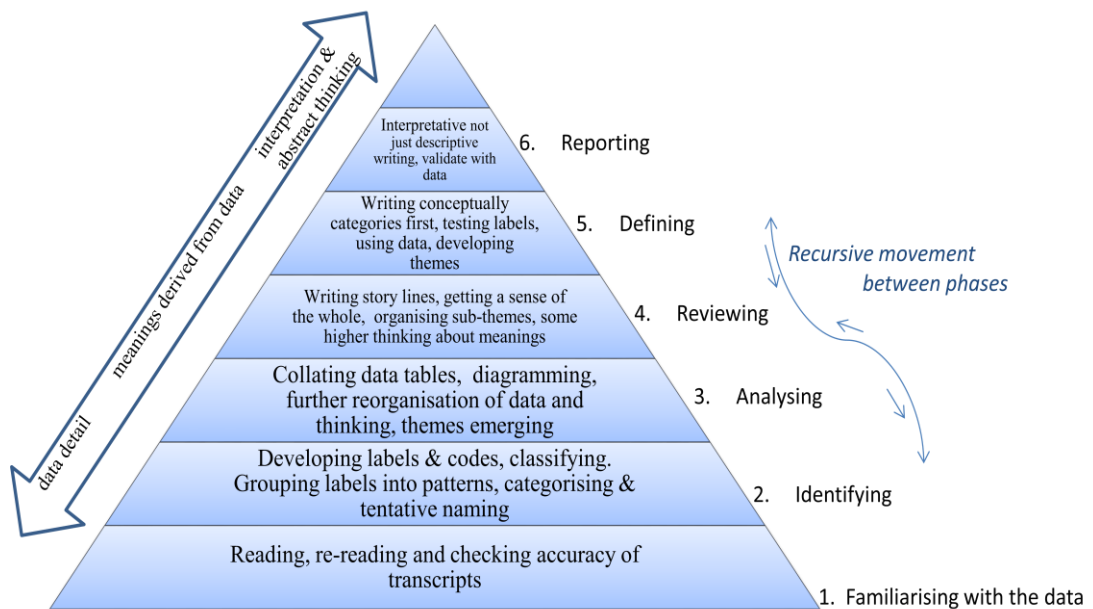 interpretation &
abstract thinking
meanings derived from data
data detail
Interpretative not
just descriptive
writing, validate with
data
6. Reporting
Writing conceptually
categories first, testing labels,
using data, developing
themes
5. Defining
Recursive movement
between phases
Writing story lines, getting a sense of
the whole, organising sub-themes, some
higher thinking about meanings
4. Reviewing
Collating data tables, diagramming,
further reorganisation of data and
thinking, themes emerging
3. Analysing
Developing labels & codes, classifying.
Grouping labels into patterns, categorising &
tentative naming
2. Identifying
Reading, re-reading and checking accuracy of
transcripts
1. Familiarising with the data